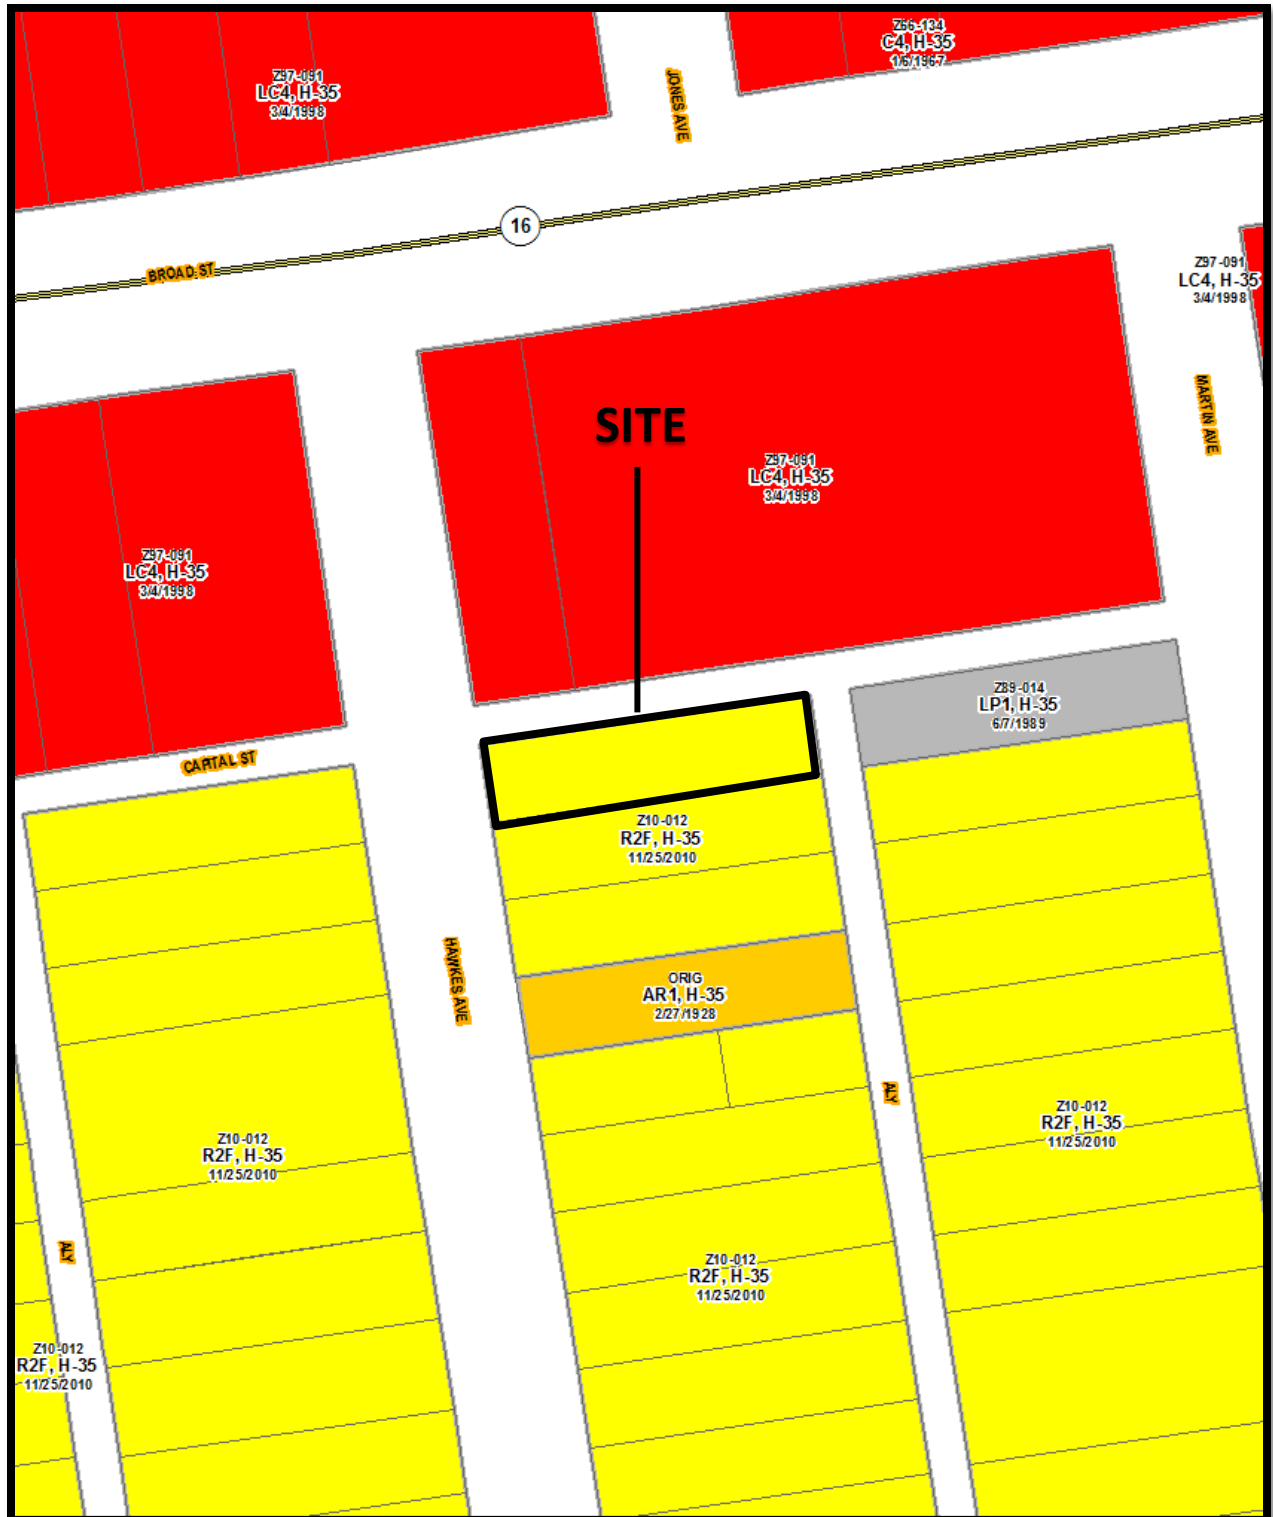 Z66-134
C4, H-35
1/6/1967
Z97-091
LC4, H-35
3/4/1998
JONES AVE
16
BROAD ST
Z97-091
LC4, H-35
3/4/1998
MARTIN AVE
SITE
Z97-091
LC4, H-35
3/4/1998
Z97-091
LC4, H-35
3/4/1998
Z89-014
LP1, H-35
6/7/1989
CAPITAL ST
Z10-012
R2F, H-35
11/25/2010
HAWKES AVE
ORIG
AR1, H-35
2/27/1928
ALY
Z10-012
R2F, H-35
11/25/2010
Z10-012
R2F, H-35
11/25/2010
ALY
Z10-012
R2F, H-35
11/25/2010
Z10-012
R2F, H-35
11/25/2010